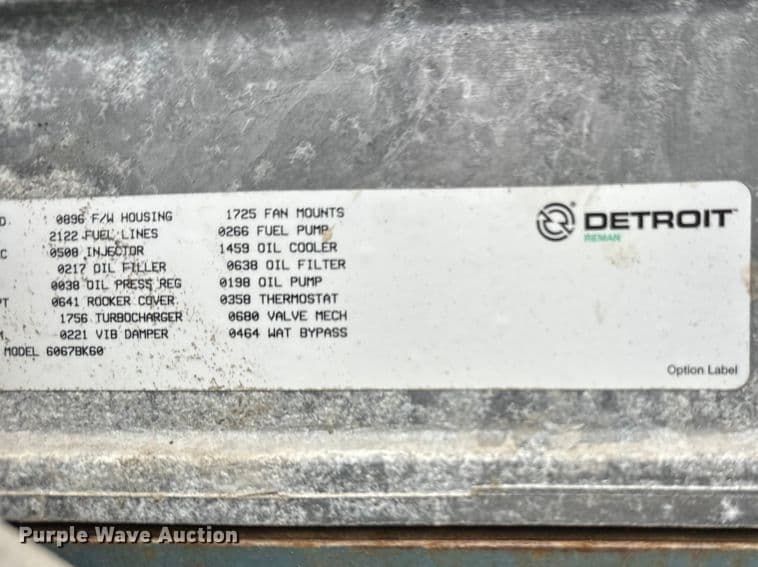 D. 0896 F/W HOUSING 1725 FAN MOUNTS
2122 FUEL LINES 0266 FUEL PUMP
C 0508 INJECTOR 1459 OIL COOLER
0217 OIL FILLER 0638 OIL FILTER
0038 OIL PRESS REG 0198 OIL PUMP
PT 0641 ROCKER COVER 0358 THERMOSTAT
1756 TURBOCHARGER 0680 VALVE MECH
0221 VIB DAMPER 0464 WAT BYPASS
MODEL 6067BK60
DETROIT
REMAN
Option Label
Purple Wave Auction